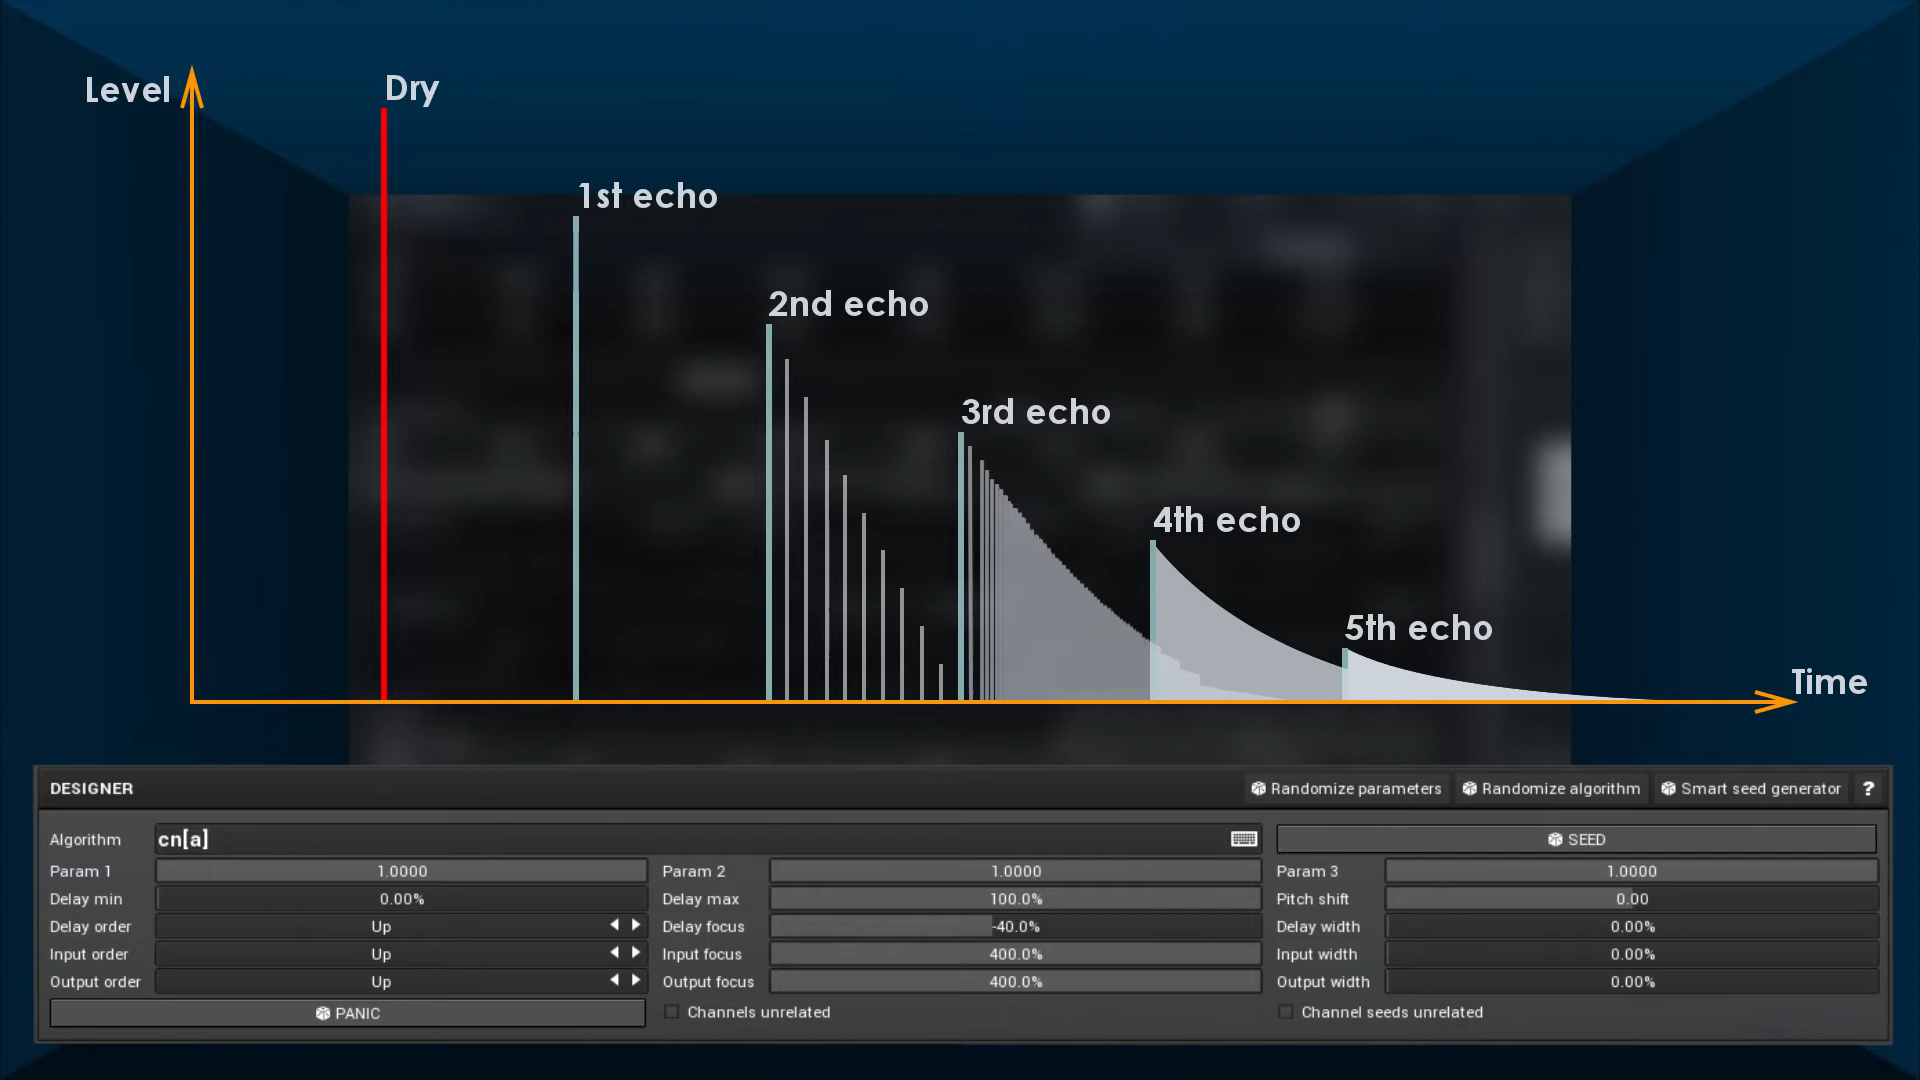 Level
Dry
1st echo
2nd echo
3rd echo
4th echo
5th echo
Time
DESIGNER
Randomize parameters
Randomize algorithm
Smart seed generator
?
Algorithm cn[a] SEED
Param 1 1.0000 Param 2 1.0000 Param 3 1.0000
Delay min 0.00% Delay max 100.0% Pitch shift 0.00
Delay order Up Delay focus -40.0% Delay width 0.00%
Input order Up Input focus 400.0% Input width 0.00%
Output order Up Output focus 400.0% Output width 0.00%
PANIC Channels unrelated Channel seeds unrelated